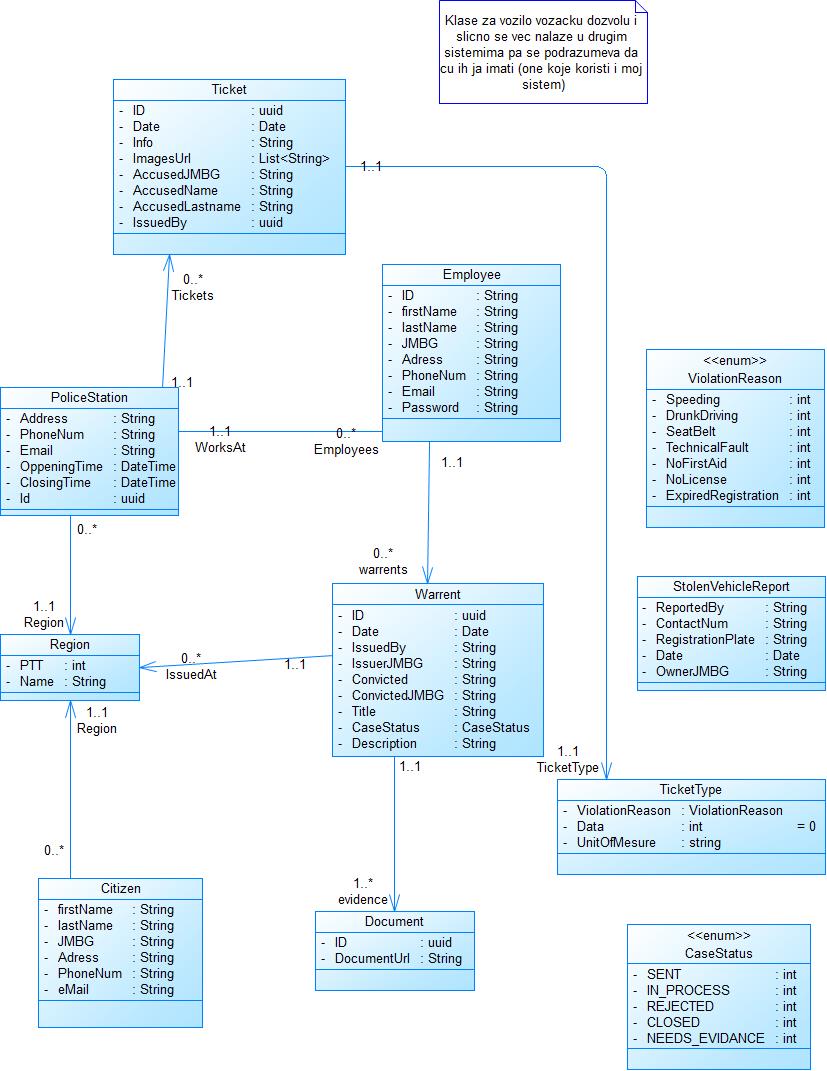 Klase za vozilo vozacku dozvolu i
slicno se vec nalaze u drugim
sistemima pa se podrazumeva da
cu ih ja imati (one koje koristi i moj
sistem)
Ticket
- ID : uuid
- Date : Date
- Info : String
- ImagesUrl : List<String>
- AccusedJMBG : String
- AccusedName : String
- AccusedLastname : String
- IssuedBy : uuid
1..1
0..*
Tickets
1..1
Employee
- ID : String
- firstName : String
- lastName : String
- JMBG : String
- Adress : String
- PhoneNum : String
- Email : String
- Password : String
<<enum>>
ViolationReason
- Speeding : int
- DrunkDriving : int
- SeatBelt : int
- TechnicalFault : int
- NoFirstAid : int
- NoLicense : int
- ExpiredRegistration : int
PoliceStation
- Address : String
- PhoneNum : String
- Email : String
- OppeningTime : DateTime
- ClosingTime : DateTime
- Id : uuid
1..1
WorksAt
0..*
Employees
1..1
0..*
warrents
0..*
1..1
Region
StolenVehicleReport
- ReportedBy : String
- ContactNum : String
- RegistrationPlate : String
- Date : Date
- OwnerJMBG : String
Warrent
- ID : uuid
- Date : Date
- IssuedBy : String
- IssuerJMBG : String
- Convicted : String
- ConvictedJMBG : String
- Title : String
- CaseStatus : CaseStatus
- Description : String
Region
- PTT : int
- Name : String
0..*
IssuedAt
1..1
1..1
Region
0..*
1..1
TicketType
TicketType
- ViolationReason : ViolationReason
- Data : int = 0
- UnitOfMesure : string
1..1
1..*
evidence
Citizen
- firstName : String
- lastName : String
- JMBG : String
- Adress : String
- PhoneNum : String
- eMail : String
Document
- ID : uuid
- DocumentUrl : String
<<enum>>
CaseStatus
- SENT : int
- IN_PROCESS : int
- REJECTED : int
- CLOSED : int
- NEEDS_EVIDANCE : int